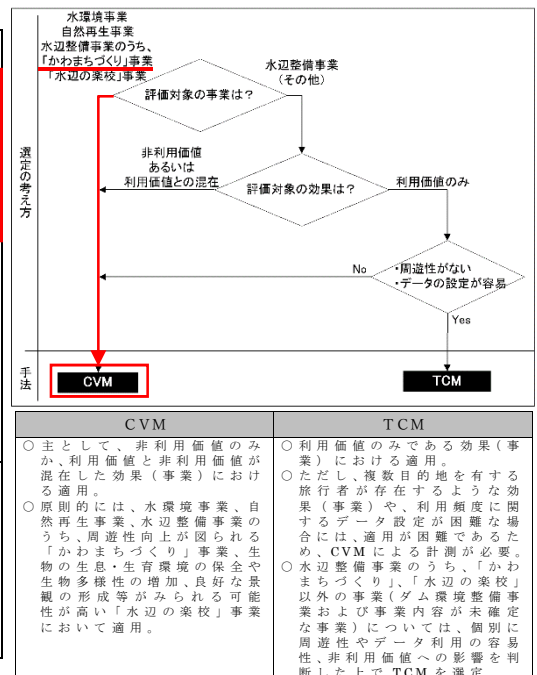 水環境事業
自然再生事業
水辺整備事業のうち、
「かわまちづくり」事業
「水辺の楽校」事業
水辺整備事業
(その他)
評価対象の事業は？
選定の考え方
非利用価値
あるいは
利用価値との混在
評価対象の効果は？
利用価値のみ
No
・周遊性がない
・データの設定が容易
Yes
手法
CVM
TCM
CVM
○主として、非利用価値のみ
か、利用価値と非利用価値が
混在した効果（事業）におけ
る適用。
○原則的には、水環境事業、自
然再生事業、水辺整備事業の
うち、周遊性向上が図られる
「かわまちづくり」事業、生
物の生息・生育環境の保全や
生物多様性の増加、良好な景
観の形成等がみられる可能
性が高い「水辺の楽校」事業
において適用。
TCM
○利用価値のみである効果（事
業）における適用。
○ただし、複数目的地を有する
旅行者が存在するような効
果（事業）や、利用頻度に関
するデータ設定が困難な場
合には、適用が困難であるた
め、CVMによる計測が必要。
○水辺整備事業のうち、「かわ
まちづくり」、「水辺の楽校」
以外の事業（ダム環境整備事
業および事業内容が未確定
な事業）については、個別に
周遊性やデータ利用の容易
性、非利用価値への影響を判
断した上でTCMを選定